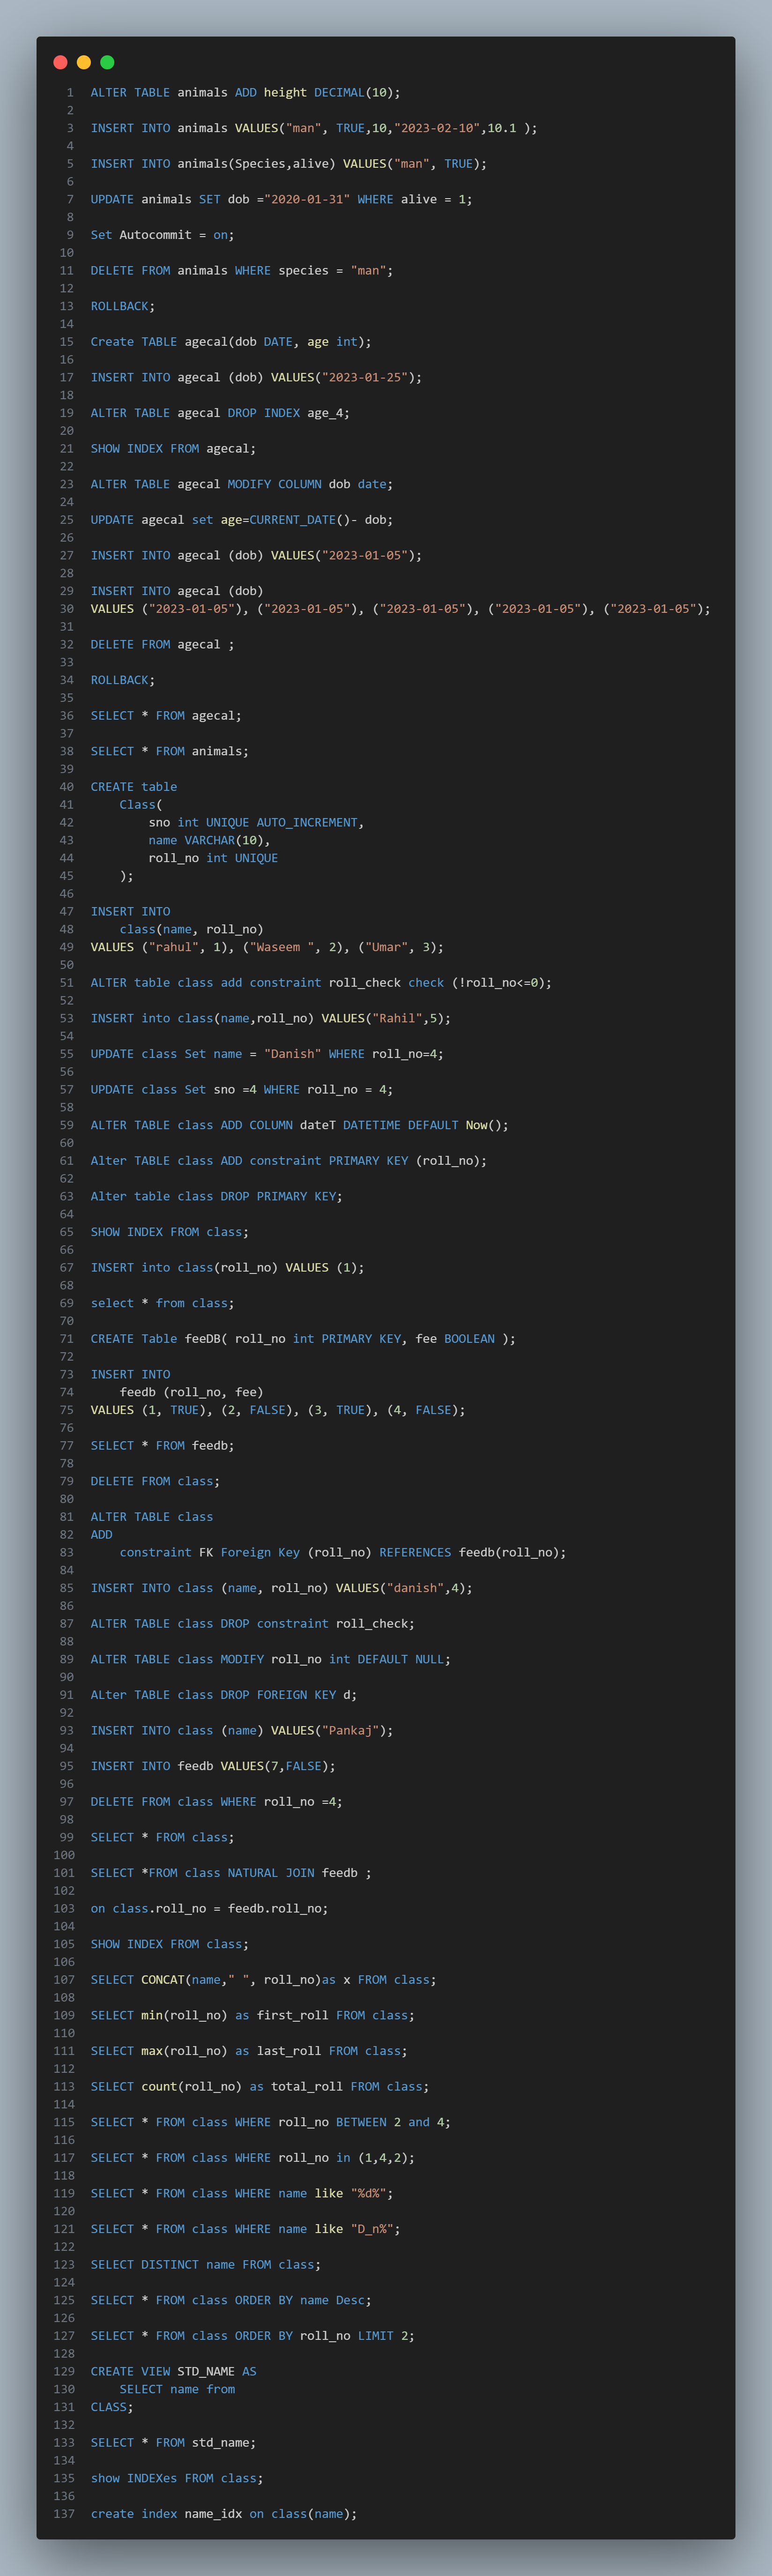 1 ALTER TABLE animals ADD height DECIMAL(10);
2
3 INSERT INTO animals VALUES("man", TRUE,10,"2023-02-10",10.1 );
4
5 INSERT INTO animals(Species,alive) VALUES("man", TRUE);
6
7 UPDATE animals SET dob ="2020-01-31" WHERE alive = 1;
8
9 Set Autocommit = on;
10
11 DELETE FROM animals WHERE species = "man";
12
13 ROLLBACK;
14
15 Create TABLE agecal(dob DATE, age int);
16
17 INSERT INTO agecal (dob) VALUES("2023-01-25");
18
19 ALTER TABLE agecal DROP INDEX age_4;
20
21 SHOW INDEX FROM agecal;
22
23 ALTER TABLE agecal MODIFY COLUMN dob date;
24
25 UPDATE agecal set age=CURRENT_DATE()- dob;
26
27 INSERT INTO agecal (dob) VALUES("2023-01-05");
28
29 INSERT INTO agecal (dob)
30 VALUES ("2023-01-05"), ("2023-01-05"), ("2023-01-05"), ("2023-01-05"), ("2023-01-05");
31
32 DELETE FROM agecal ;
33
34 ROLLBACK;
35
36 SELECT * FROM agecal;
37
38 SELECT * FROM animals;
39
40 CREATE table
41     Class(
42         sno int UNIQUE AUTO_INCREMENT,
43         name VARCHAR(10),
44         roll_no int UNIQUE
45     );
46
47 INSERT INTO
48     class(name, roll_no)
49 VALUES ("rahul", 1), ("Waseem ", 2), ("Umar", 3);
50
51 ALTER table class add constraint roll_check check (!roll_no<=0);
52
53 INSERT into class(name,roll_no) VALUES("Rahil",5);
54
55 UPDATE class Set name = "Danish" WHERE roll_no=4;
56
57 UPDATE class Set sno =4 WHERE roll_no = 4;
58
59 ALTER TABLE class ADD COLUMN dateT DATETIME DEFAULT Now();
60
61 Alter TABLE class ADD constraint PRIMARY KEY (roll_no);
62
63 Alter table class DROP PRIMARY KEY;
64
65 SHOW INDEX FROM class;
66
67 INSERT into class(roll_no) VALUES (1);
68
69 select * from class;
70
71 CREATE Table feeDB( roll_no int PRIMARY KEY, fee BOOLEAN );
72
73 INSERT INTO
74     feedb (roll_no, fee)
75 VALUES (1, TRUE), (2, FALSE), (3, TRUE), (4, FALSE);
76
77 SELECT * FROM feedb;
78
79 DELETE FROM class;
80
81 ALTER TABLE class
82 ADD
83     constraint FK Foreign Key (roll_no) REFERENCES feedb(roll_no);
84
85 INSERT INTO class (name, roll_no) VALUES("danish",4);
86
87 ALTER TABLE class DROP constraint roll_check;
88
89 ALTER TABLE class MODIFY roll_no int DEFAULT NULL;
90
91 ALter TABLE class DROP FOREIGN KEY d;
92
93 INSERT INTO class (name) VALUES("Pankaj");
94
95 INSERT INTO feedb VALUES(7,FALSE);
96
97 DELETE FROM class WHERE roll_no =4;
98
99 SELECT * FROM class;
100
101 SELECT *FROM class NATURAL JOIN feedb ;
102
103 on class.roll_no = feedb.roll_no;
104
105 SHOW INDEX FROM class;
106
107 SELECT CONCAT(name," ", roll_no)as x FROM class;
108
109 SELECT min(roll_no) as first_roll FROM class;
110
111 SELECT max(roll_no) as last_roll FROM class;
112
113 SELECT count(roll_no) as total_roll FROM class;
114
115 SELECT * FROM class WHERE roll_no BETWEEN 2 and 4;
116
117 SELECT * FROM class WHERE roll_no in (1,4,2);
118
119 SELECT * FROM class WHERE name like "%d%";
120
121 SELECT * FROM class WHERE name like "D_n%";
122
123 SELECT DISTINCT name FROM class;
124
125 SELECT * FROM class ORDER BY name Desc;
126
127 SELECT * FROM class ORDER BY roll_no LIMIT 2;
128
129 CREATE VIEW STD_NAME AS
130     SELECT name from
131 CLASS;
132
133 SELECT * FROM std_name;
134
135 show INDEXes FROM class;
136
137 create index name_idx on class(name);